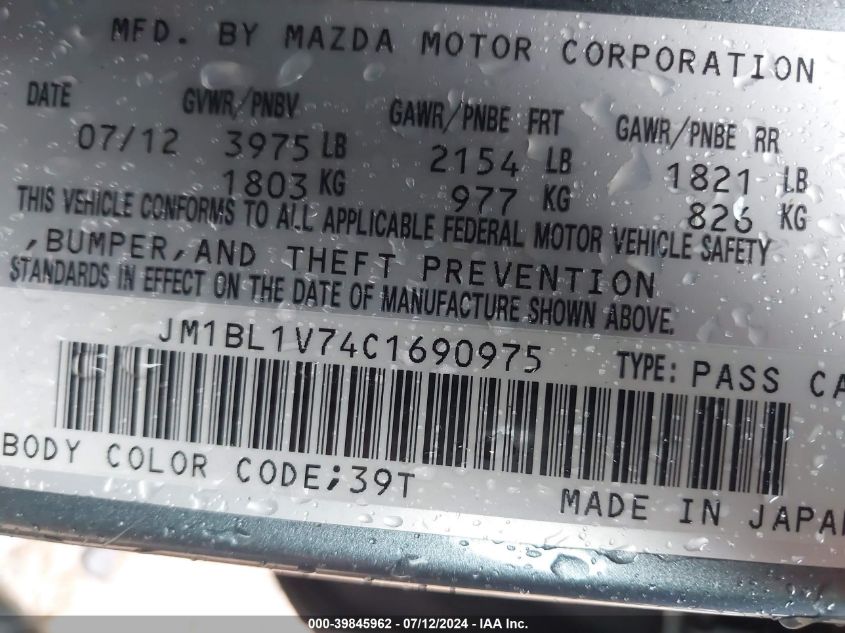 MFD. BY MAZDA MOTOR CORPORATION
DATE GVWR/PNBV GAWR/PNBE FRT GAWR/PNBE RR
07/12 3975 LB 2154 LB 1821 LB
1803 KG 977 KG 826 KG
THIS VEHICLE CONFORMS TO ALL APPLICABLE FEDERAL MOTOR VEHICLE SAFETY
,BUMPER,AND THEFT PREVENTION
STANDARDS IN EFFECT ON THE DATE OF MANUFACTURE SHOWN ABOVE.
JM1BL1V74C1690975 TYPE: PASS CA
BODY COLOR CODE;39T
MADE IN JAPA
000-39845962 - 07/12/2024 - IAA Inc.